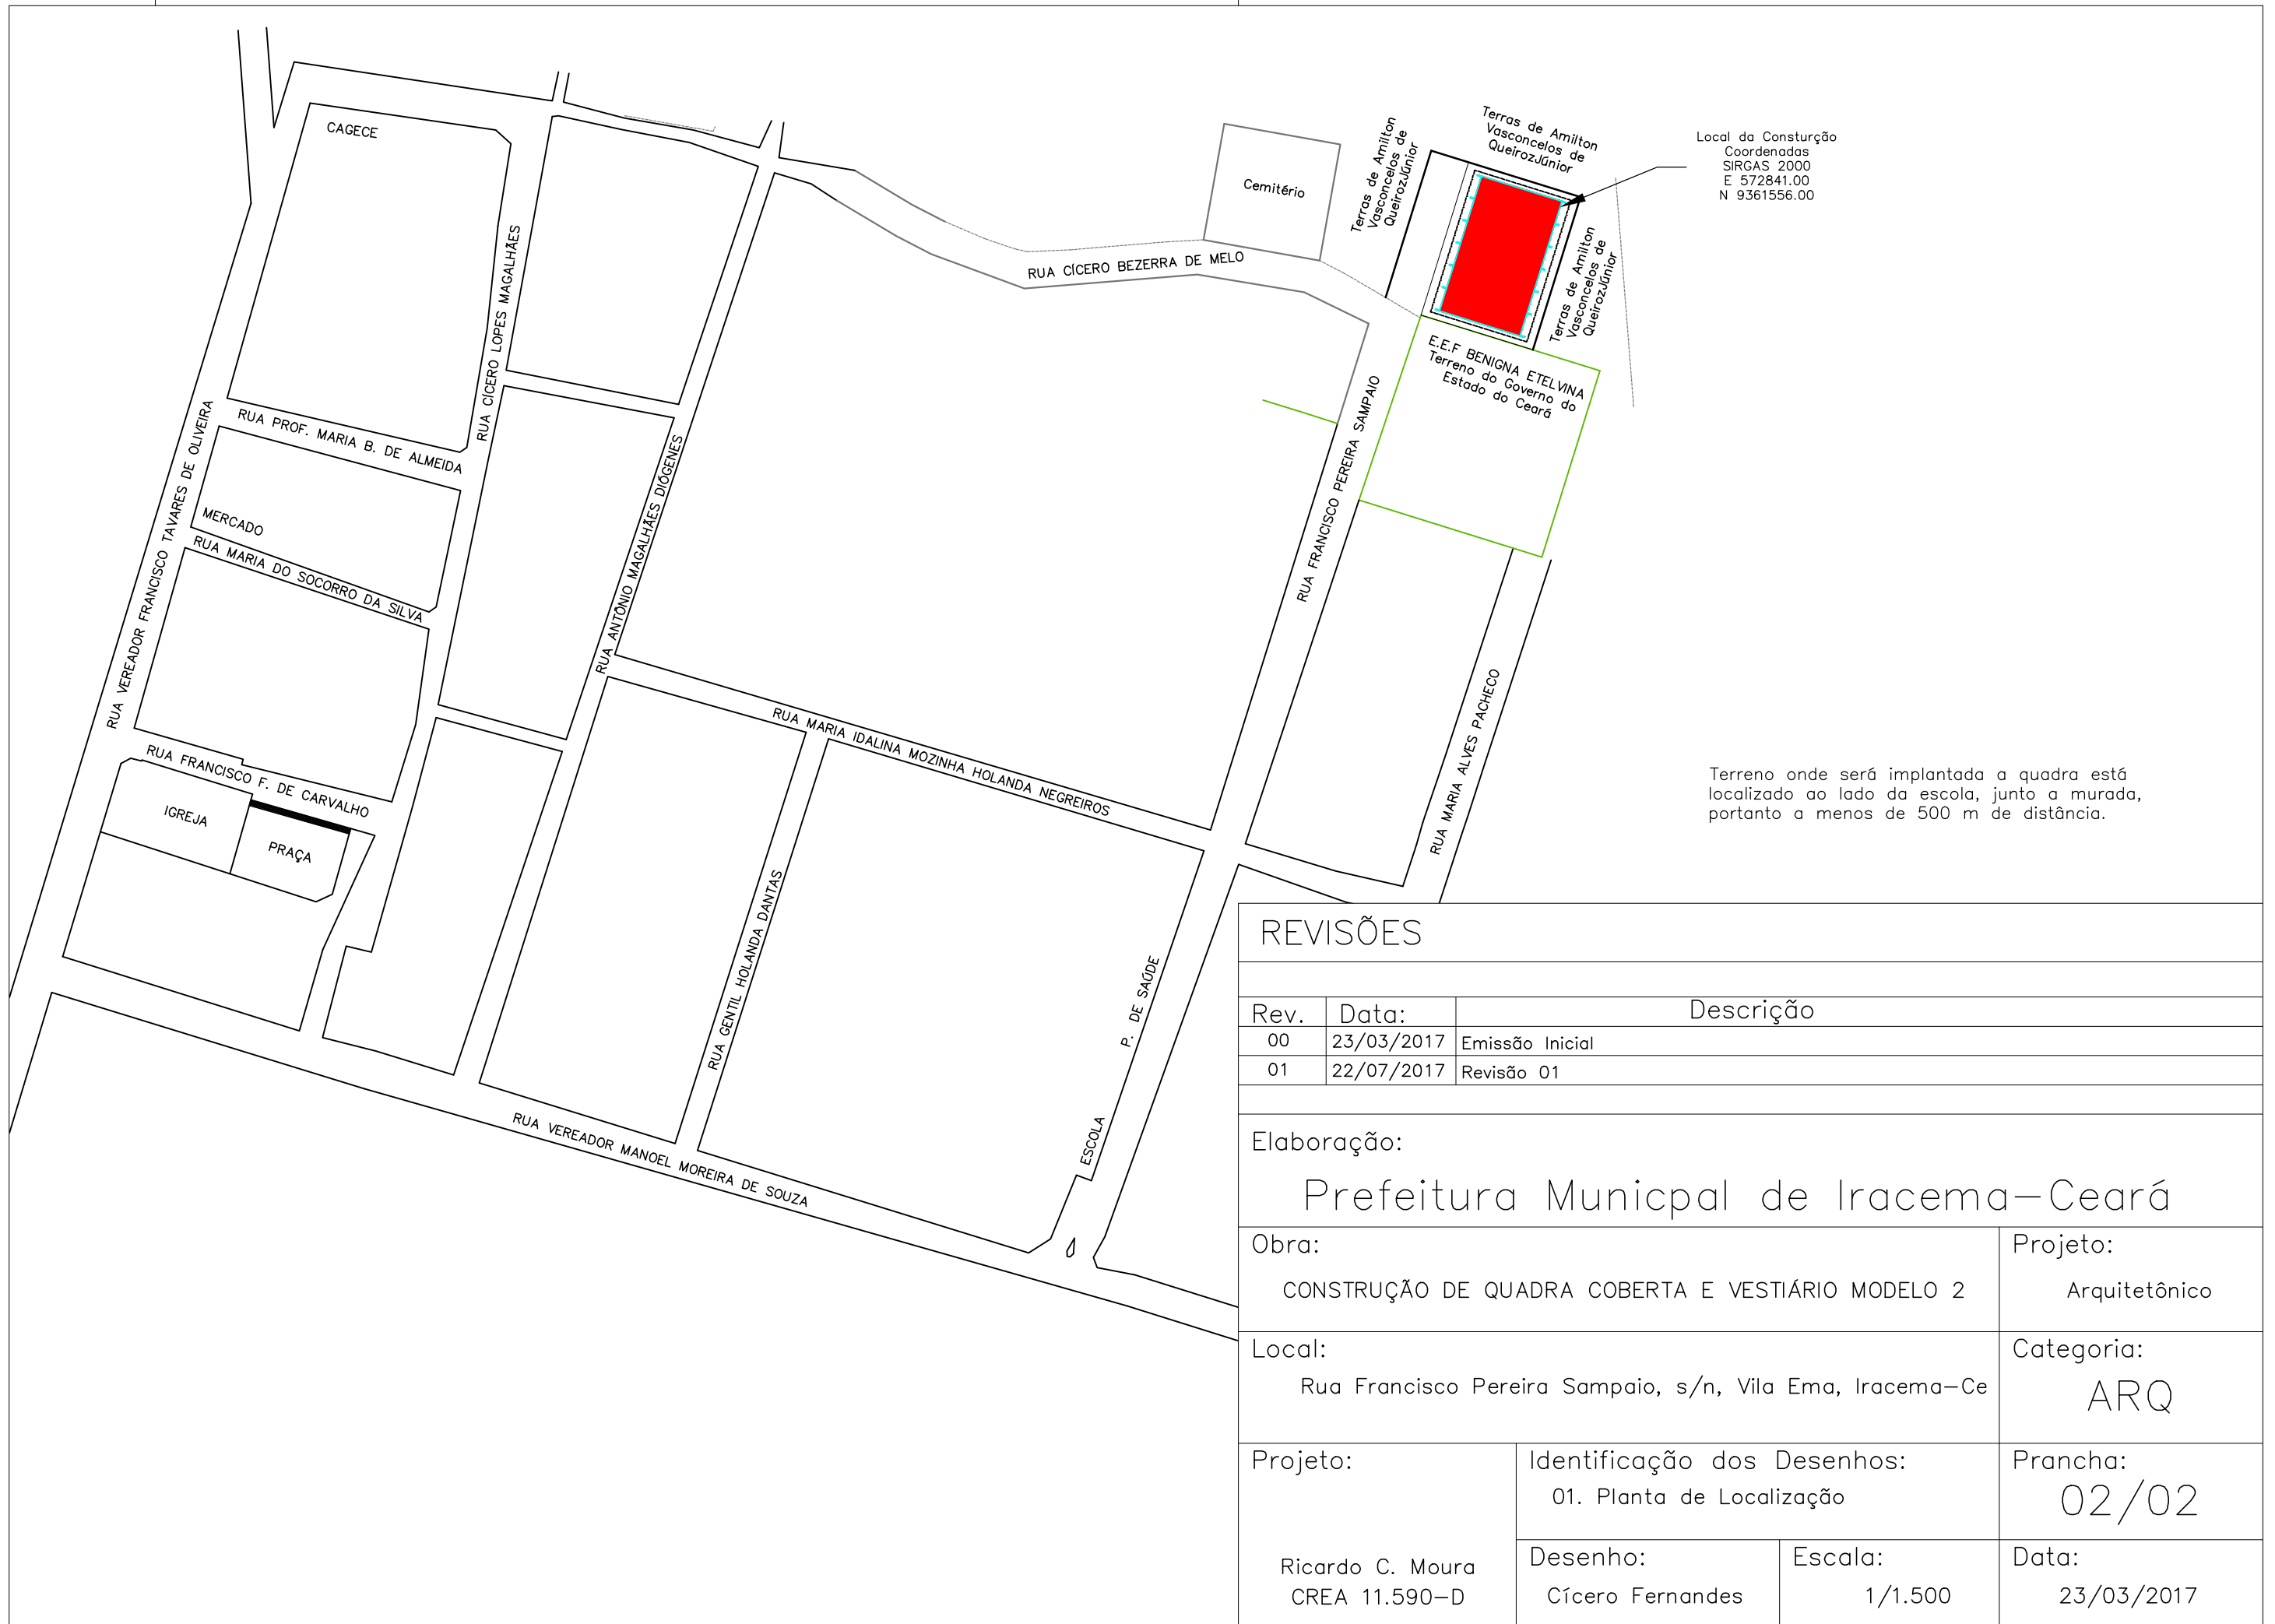 CAGECE
Cemitério
Terras de Amilton
Vasconcelos de
QueirozJúnior
Terras de Amilton
Vasconcelos de
QueirozJúnior
Local da Consturção
Coordenadas
SIRGAS 2000
E 572841.00
N 9361556.00
Terras de Amilton
Vasconcelos de
QueirozJúnior
RUA CÍCERO BEZERRA DE MELO
E.E.F BENIGNA ETELVINA
Terreno do Governo do
Estado do Ceará
RUA CÍCERO LOPES MAGALHÃES
RUA VEREADOR FRANCISCO TAVARES DE OLIVEIRA
RUA PROF. MARIA B. DE ALMEIDA
RUA ANTÔNIO MAGALHÃES DIÓGENES
RUA FRANCISCO PEREIRA SAMPAIO
MERCADO
RUA MARIA DO SOCORRO DA SILVA
RUA MARIA IDALINA MOZINHA HOLANDA NEGREIROS
RUA MARIA ALVES PACHECO
RUA FRANCISCO F. DE CARVALHO
IGREJA
PRAÇA
Terreno onde será implantada a quadra está
localizado ao lado da escola, junto a murada,
portanto a menos de 500 m de distância.
RUA GENTIL HOLANDA DANTAS
P. DE SAÚDE
ESCOLA
RUA VEREADOR MANOEL MOREIRA DE SOUZA
REVISÕES
Rev. Data: Descrição
00 23/03/2017 Emissão Inicial
01 22/07/2017 Revisão 01
Elaboração:
Prefeitura Municpal de Iracema-Ceará
Obra:
CONSTRUÇÃO DE QUADRA COBERTA E VESTIÁRIO MODELO 2
Projeto:
Arquitetônico
Local:
Rua Francisco Pereira Sampaio, s/n, Vila Ema, Iracema-Ce
Categoria:
ARQ
Projeto:
Ricardo C. Moura
CREA 11.590-D
Identificação dos Desenhos:
01. Planta de Localização
Prancha:
02/02
Desenho:
Cícero Fernandes
Escala:
1/1.500
Data:
23/03/2017